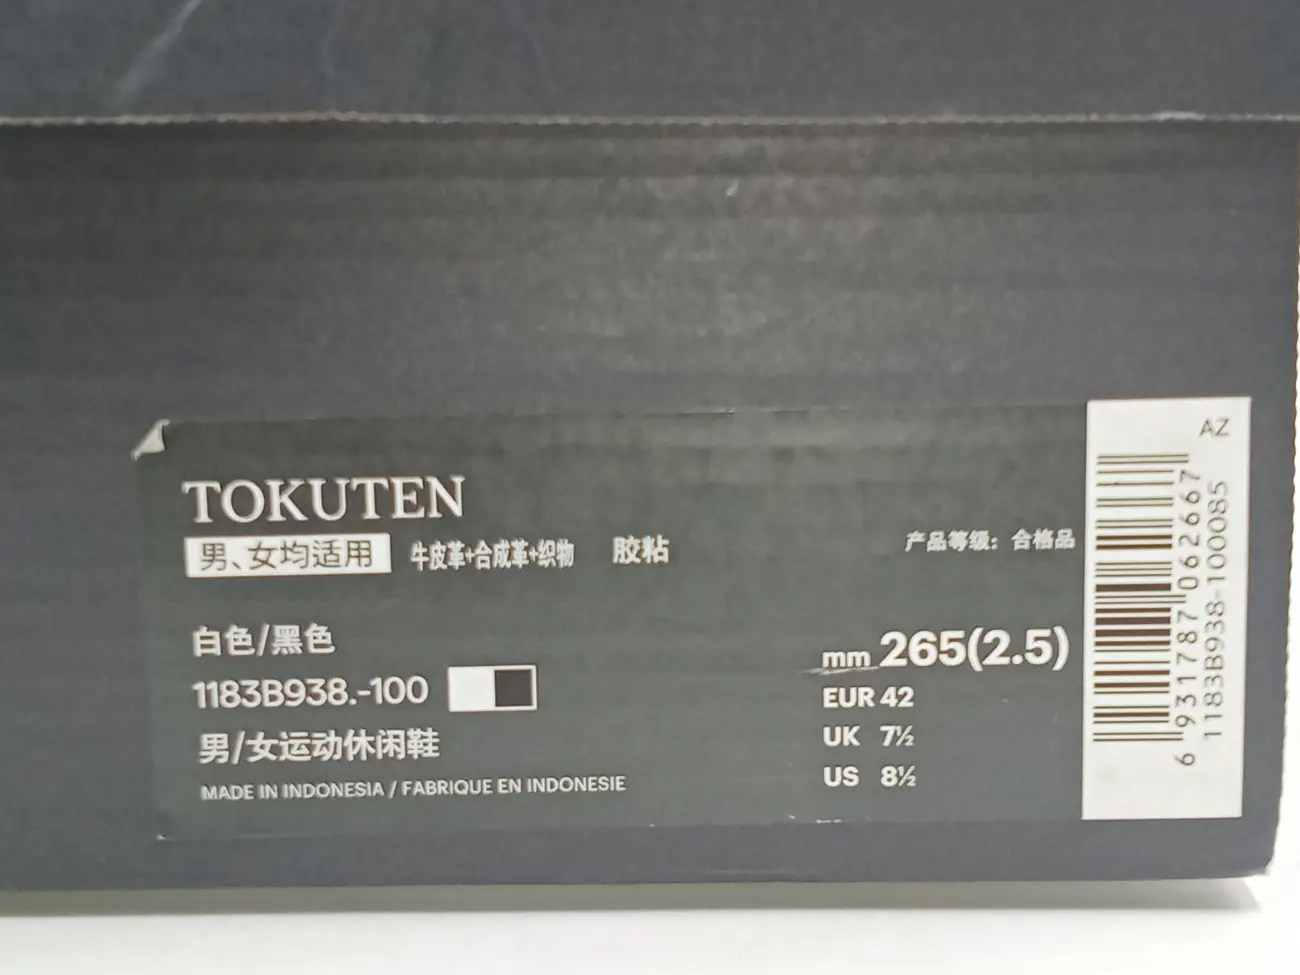 TOKUTEN
男、女均适用 牛皮革+合成革+织物 胶粘 产品等级：合格品
白色/黑色
1183B938.-100
男/女运动休闲鞋
MADE IN INDONESIA / FABRIQUE EN INDONESIE
mm 265(2.5)
EUR 42
UK 7½
US 8½
AZ
6 931787 062667
1183B938-100085